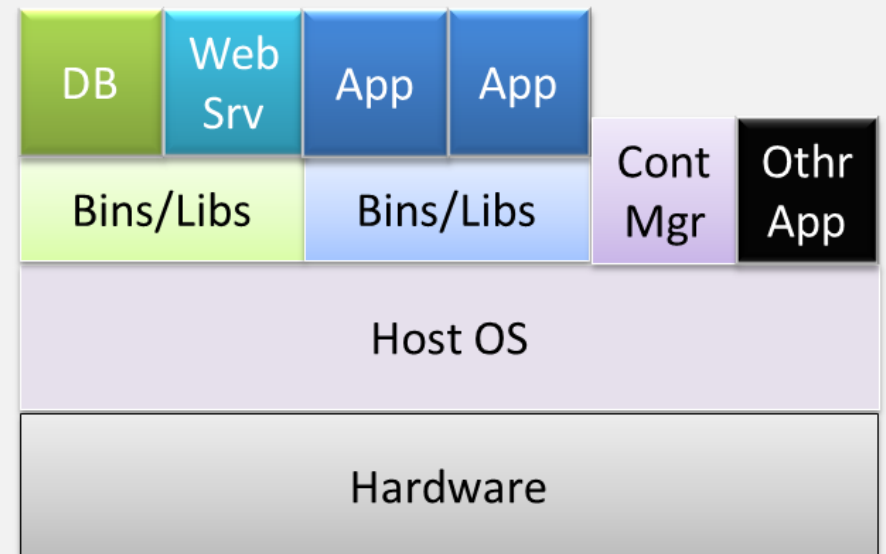 DB
Web
Srv
App
App
Cont
Mgr
Othr
App
Bins/Libs
Bins/Libs
Host OS
Hardware